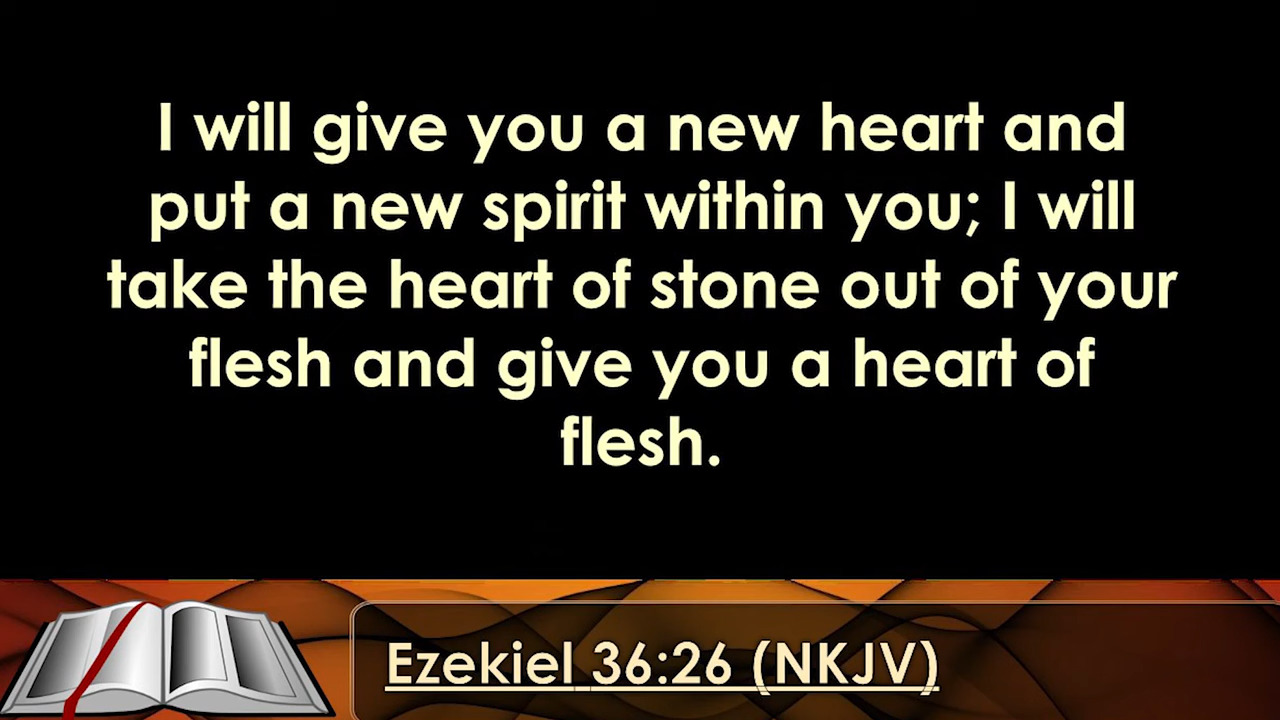 I will give you a new heart and
put a new spirit within you; I will
take the heart of stone out of your
flesh and give you a heart of
flesh.
Ezekiel 36:26 (NKJV)